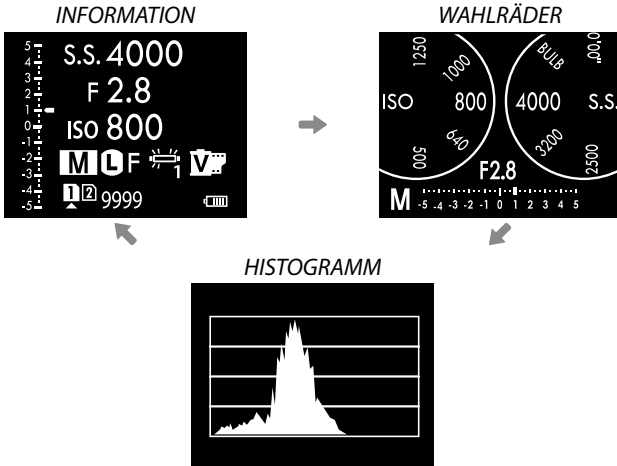 INFORMATION
5
4
3
2
1
0
-1
-2
-3
-4
-5
S.S. 4000
F 2.8
ISO 800
M L F 1 V
1 2 9999
WAHLRÄDER
1250
1000
ISO 800
640
500
BULB
4000 S.S.
3200
2500
F2.8
M -5 -4 -3 -2 -1 0 1 2 3 4 5
HISTOGRAMM